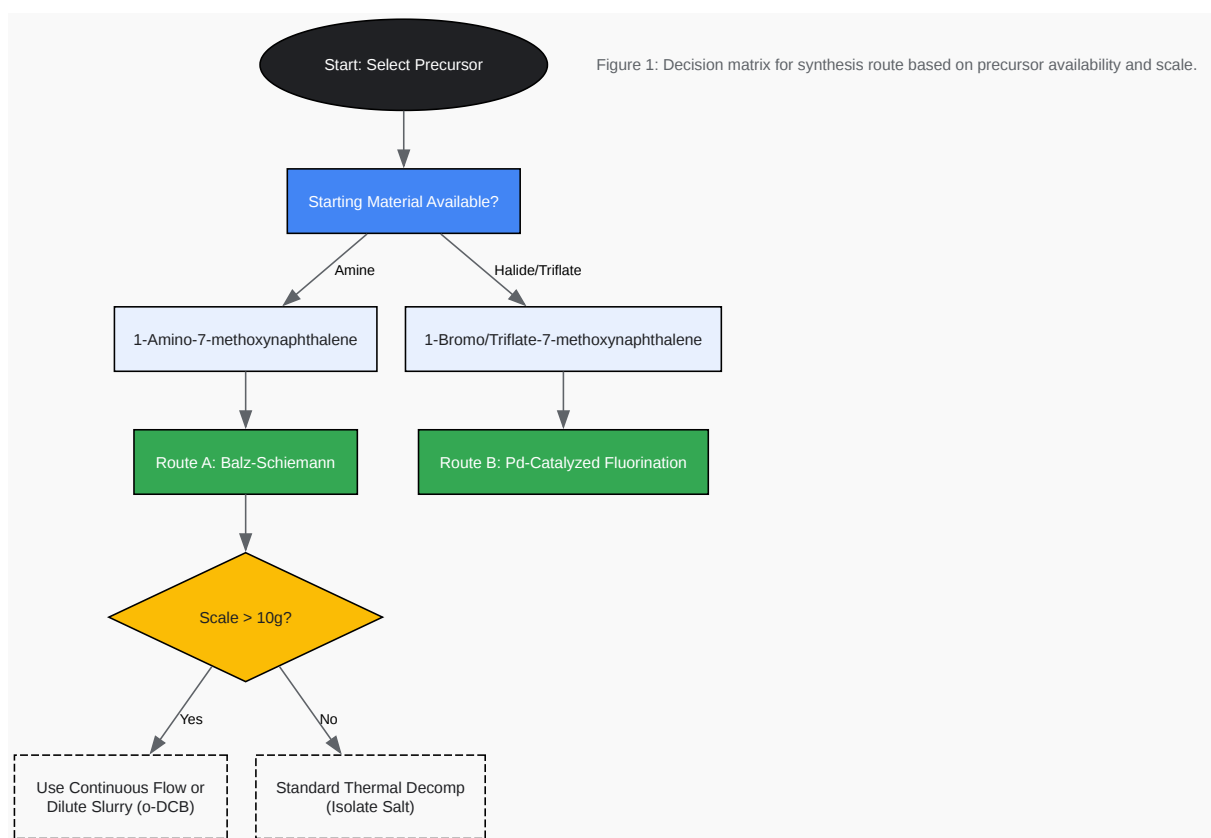 Start: Select Precursor
Figure 1: Decision matrix for synthesis route based on precursor availability and scale.
Starting Material Available?
Amine
Halide/Triflate
1-Amino-7-methoxynaphthalene
1-Bromo/Triflate-7-methoxynaphthalene
Route A: Balz-Schiemann
Route B: Pd-Catalyzed Fluorination
Scale > 10g?
Yes
No
Use Continuous Flow or
Dilute Slurry (o-DCB)
Standard Thermal Decomp
(Isolate Salt)